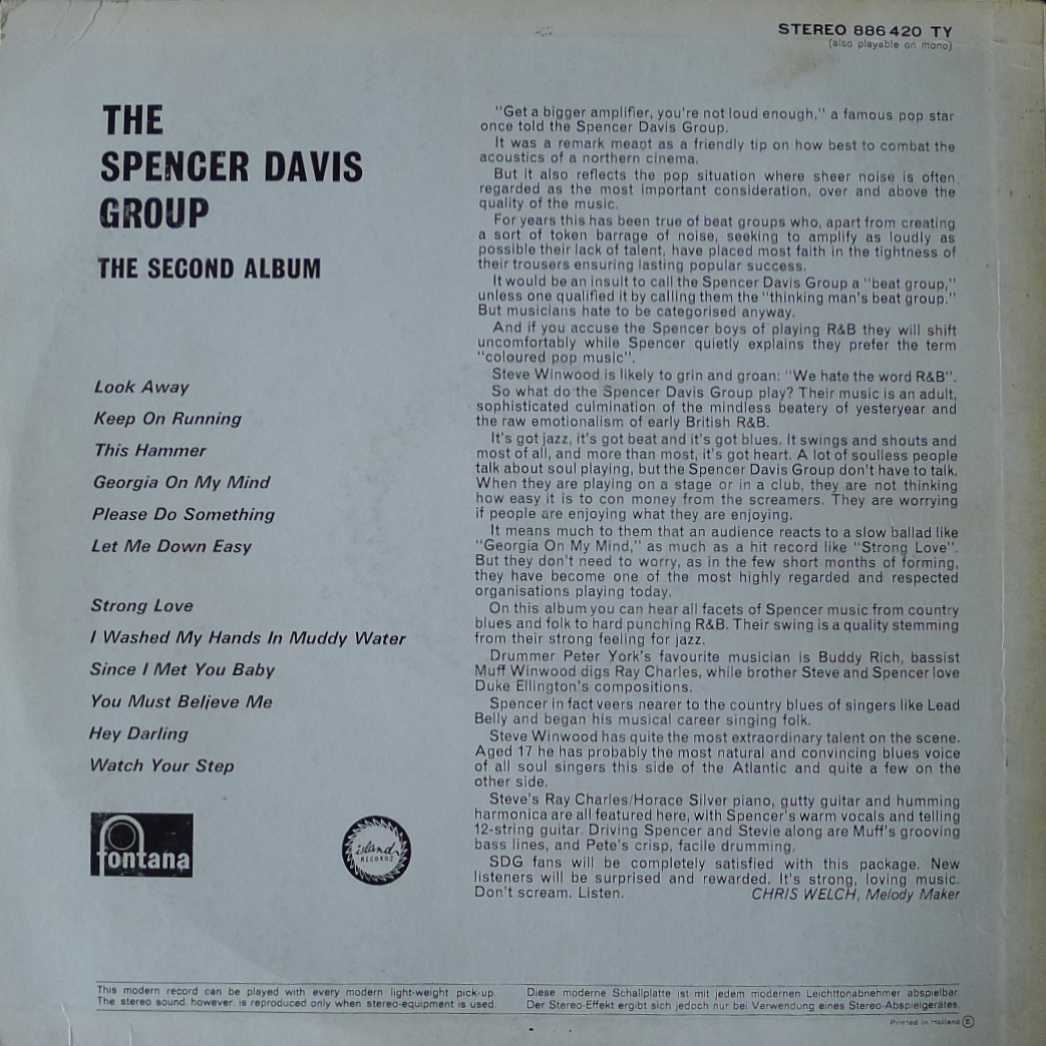 STEREO 886 420 TY
(also playable on mono)
THE
SPENCER DAVIS
GROUP
THE SECOND ALBUM
Look Away
Keep On Running
This Hammer
Georgia On My Mind
Please Do Something
Let Me Down Easy
Strong Love
I Washed My Hands In Muddy Water
Since I Met You Baby
You Must Believe Me
Hey Darling
Watch Your Step
fontana
island
RECORDS
"Get a bigger amplifier, you're not loud enough," a famous pop star
once told the Spencer Davis Group.
It was a remark meant as a friendly tip on how best to combat the
acoustics of a northern cinema.
But it also reflects the pop situation where sheer noise is often
regarded as the most important consideration, over and above the
quality of the music.
For years this has been true of beat groups who, apart from creating
a sort of token barrage of noise, seeking to amplify as loudly as
possible their lack of talent, have placed most faith in the tightness of
their trousers ensuring lasting popular success.
It would be an insult to call the Spencer Davis Group a "beat group,"
unless one qualified it by calling them the "thinking man's beat group."
But musicians hate to be categorised anyway.
And if you accuse the Spencer boys of playing R&B they will shift
uncomfortably while Spencer quietly explains they prefer the term
"coloured pop music".
Steve Winwood is likely to grin and groan: "We hate the word R&B".
So what do the Spencer Davis Group play? Their music is an adult,
sophisticated culmination of the mindless beatery of yesteryear and
the raw emotionalism of early British R&B.
It's got jazz, it's got beat and it's got blues. It swings and shouts and
most of all, and more than most, it's got heart. A lot of soulless people
talk about soul playing, but the Spencer Davis Group don't have to talk.
When they are playing on a stage or in a club, they are not thinking
how easy it is to con money from the screamers. They are worrying
if people are enjoying what they are enjoying.
It means much to them that an audience reacts to a slow ballad like
"Georgia On My Mind," as much as a hit record like "Strong Love".
But they don't need to worry, as in the few short months of forming,
they have become one of the most highly regarded and respected
organisations playing today.
On this album you can hear all facets of Spencer music from country
blues and folk to hard punching R&B. Their swing is a quality stemming
from their strong feeling for jazz.
Drummer Peter York's favourite musician is Buddy Rich, bassist
Muff Winwood digs Ray Charles, while brother Steve and Spencer love
Duke Ellington's compositions.
Spencer in fact veers nearer to the country blues of singers like Lead
Belly and began his musical career singing folk.
Steve Winwood has quite the most extraordinary talent on the scene.
Aged 17 he has probably the most natural and convincing blues voice
of all soul singers this side of the Atlantic and quite a few on the
other side.
Steve's Ray Charles/Horace Silver piano, gutty guitar and humming
harmonica are all featured here, with Spencer's warm vocals and telling
12-string guitar. Driving Spencer and Stevie along are Muff's grooving
bass lines, and Pete's crisp, facile drumming.
SDG fans will be completely satisfied with this package. New
listeners will be surprised and rewarded. It's strong, loving music.
Don't scream. Listen. CHRIS WELCH, Melody Maker
This modern record can be played with every modern light-weight pick-up.
The stereo sound however, is reproduced only when stereo-equipment is used.
Diese moderne Schallplatte ist mit jedem modernen Leichttonabnehmer abspielbar.
Der Stereo-Effekt ergibt sich jedoch nur bei Verwendung eines Stereo-Abspielgerätes.
Printed in Holland E